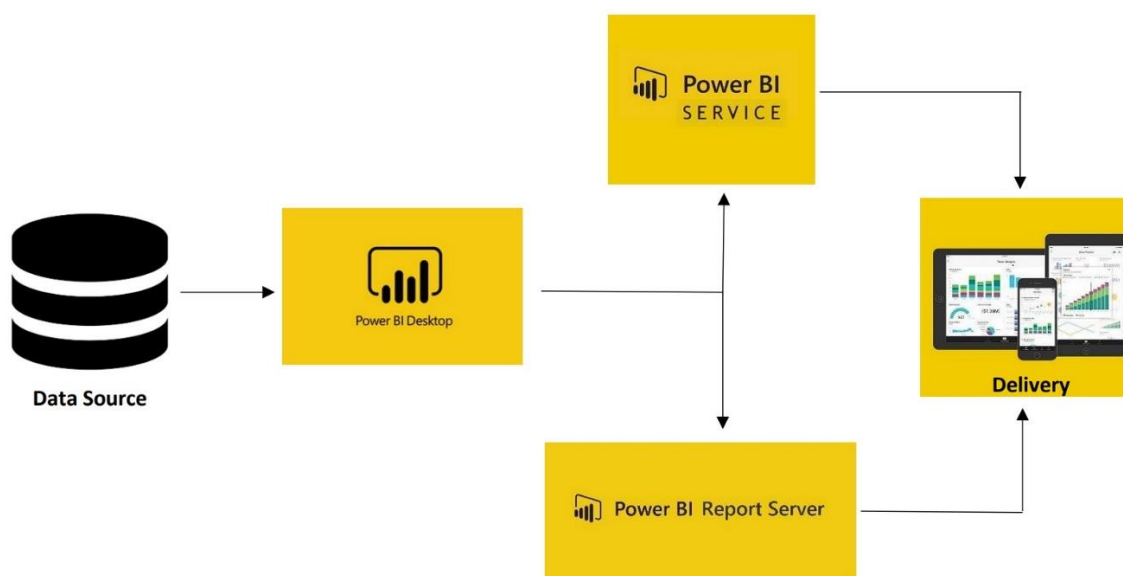 Power BI
SERVICE
Power BI Desktop
Data Source
Delivery
Power BI Report Server